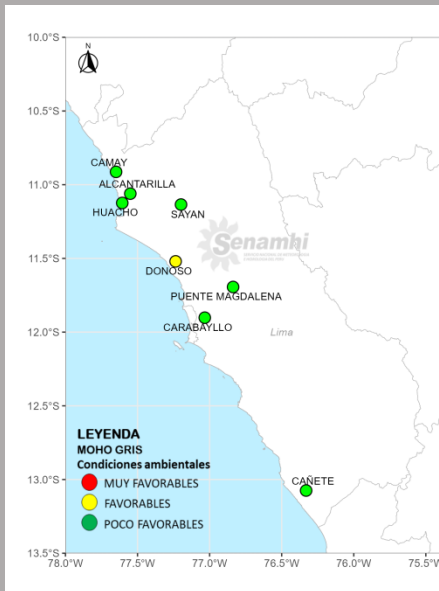 10.0°S
N
10.5°S
CAMAY
11.0°S
ALCANTARILLA
HUACHO
SAYAN
Senamhi
11.5°S
DONOSO
PUENTE MAGDALENA
CARABAYLLO
12.0°S
Lima
12.5°S
LEYENDA
MOHO GRIS
Condiciones ambientales
MUY FAVORABLES
FAVORABLES
POCO FAVORABLES
13.0°S
CAÑETE
13.5°S
78.0°W 77.5°W 77.0°W 76.5°W 76.0°W 75.5°W